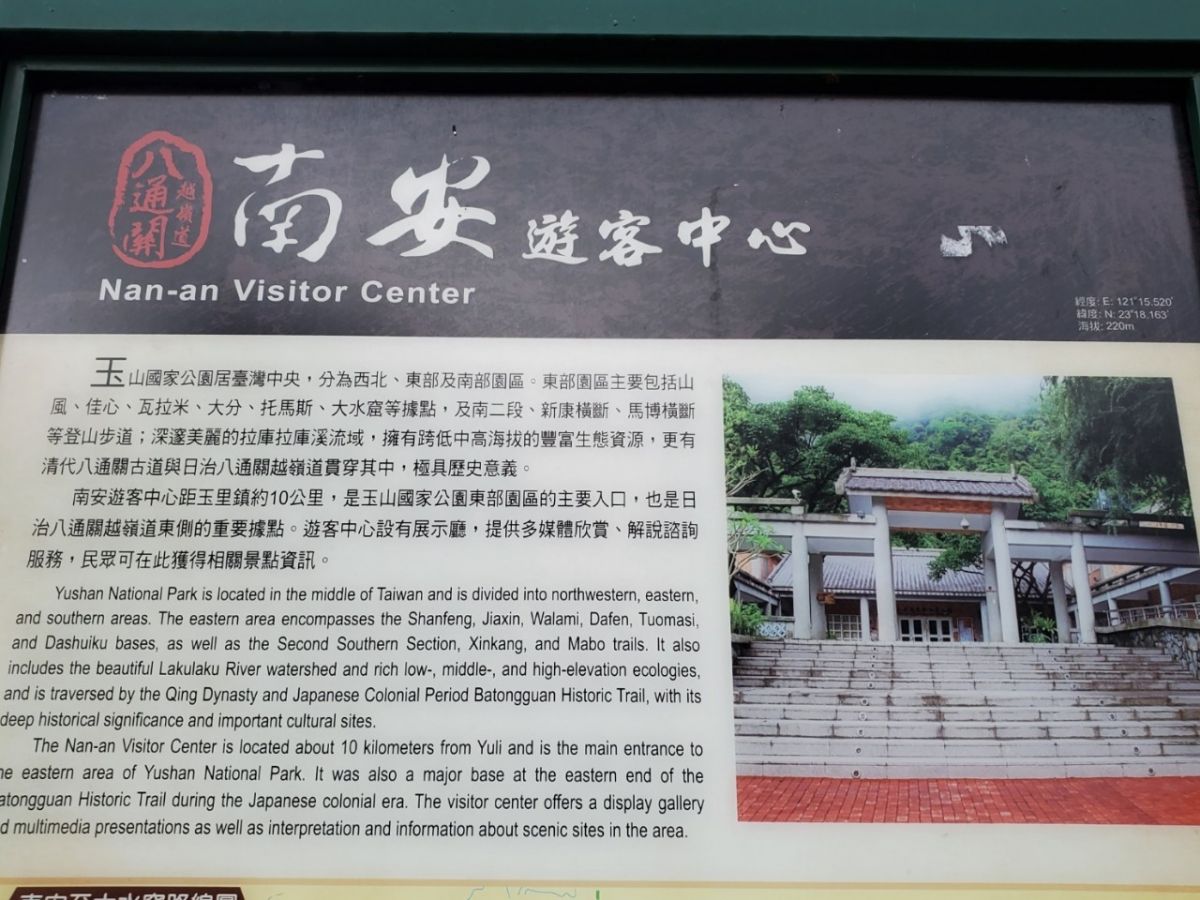 八通關
越嶺道
南安遊客中心
Nan-an Visitor Center
經度: E: 121°15.520'
緯度: N: 23°18.163'
海拔: 220m
玉山國家公園居臺灣中央，分為西北、東部及南部園區。東部園區主要包括山
風、佳心、瓦拉米、大分、托馬斯、大水窟等據點，及南二段、新康橫斷、馬博橫斷
等登山步道；深邃美麗的拉庫拉庫溪流域，擁有跨低中高海拔的豐富生態資源，更有
清代八通關古道與日治八通關越嶺道貫穿其中，極具歷史意義。
南安遊客中心距玉里鎮約10公里，是玉山國家公園東部園區的主要入口，也是日
治八通關越嶺道東側的重要據點。遊客中心設有展示廳，提供多媒體欣賞、解說諮詢
服務，民眾可在此獲得相關景點資訊。
Yushan National Park is located in the middle of Taiwan and is divided into northwestern, eastern,
and southern areas. The eastern area encompasses the Shanfeng, Jiaxin, Walami, Dafen, Tuomasi,
and Dashuiku bases, as well as the Second Southern Section, Xinkang, and Mabo trails. It also
includes the beautiful Lakulaku River watershed and rich low-, middle-, and high-elevation ecologies,
and is traversed by the Qing Dynasty and Japanese Colonial Period Batongguan Historic Trail, with its
deep historical significance and important cultural sites.
The Nan-an Visitor Center is located about 10 kilometers from Yuli and is the main entrance to
he eastern area of Yushan National Park. It was also a major base at the eastern end of the
atongguan Historic Trail during the Japanese colonial era. The visitor center offers a display gallery
d multimedia presentations as well as interpretation and information about scenic sites in the area.
南安至大水窟路線圖